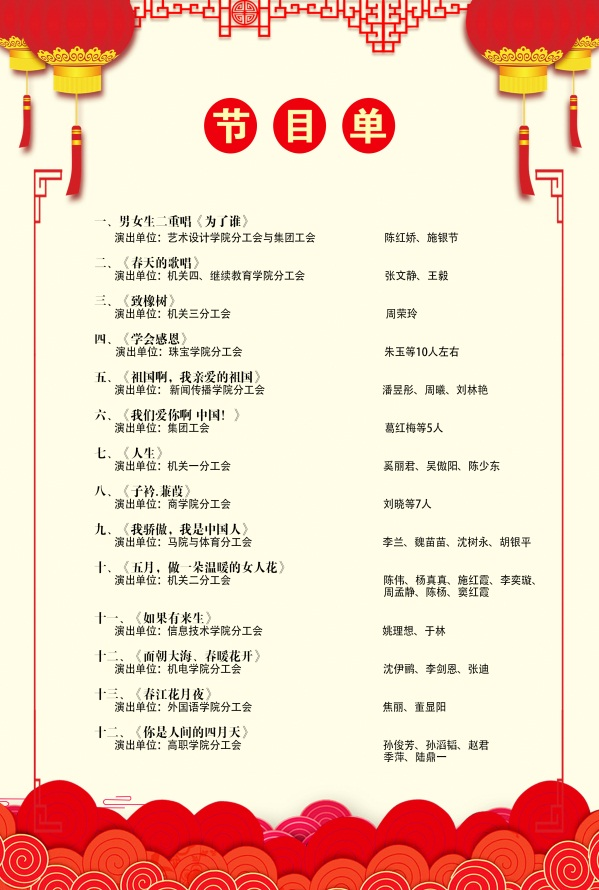 节目单
一、男女生二重唱《为了谁》
演出单位：艺术设计学院分工会与集团工会 陈红娇、施银节
二、《春天的歌唱》
演出单位：机关四、继续教育学院分工会 张文静、王毅
三、《致橡树》
演出单位：机关三分工会 周荣玲
四、《学会感恩》
演出单位：珠宝学院分工会 朱玉等10人左右
五、《祖国啊，我亲爱的祖国》
演出单位：新闻传播学院分工会 潘昱彤、周曦、刘林艳
六、《我们爱你啊 中国！》
演出单位：集团工会 葛红梅等5人
七、《人生》
演出单位：机关一分工会 奚丽君、吴傲阳、陈少东
八、《子衿.蒹葭》
演出单位：商学院分工会 刘晓等7人
九、《我骄傲，我是中国人》
演出单位：马院与体育分工会 李兰、魏苗苗、沈树永、胡银平
十、《五月，做一朵温暖的女人花》
演出单位：机关二分工会 陈伟、杨真真、施红霞、李奕璇、
周孟静、陈杨、窦红霞
十一、《如果有来生》
演出单位：信息技术学院分工会 姚理想、于林
十二、《面朝大海、春暖花开》
演出单位：机电学院分工会 沈伊鹂、李剑恩、张迪
十三、《春江花月夜》
演出单位：外国语学院分工会 焦丽、董显阳
十二、《你是人间的四月天》
演出单位：高职学院分工会 孙俊芳、孙滔韬、赵君
季萍、陆鼎一